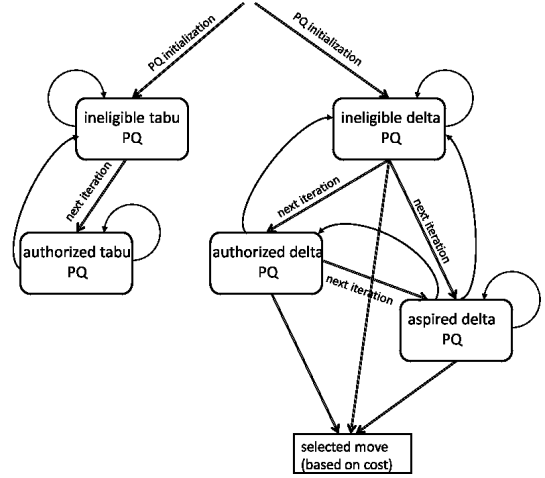 PQ initialization
PQ initialization
ineligible tabu
PQ
ineligible delta
PQ
next iteration
next iteration
next iteration
authorized tabu
PQ
authorized delta
PQ
next iteration
aspired delta
PQ
selected move
(based on cost)